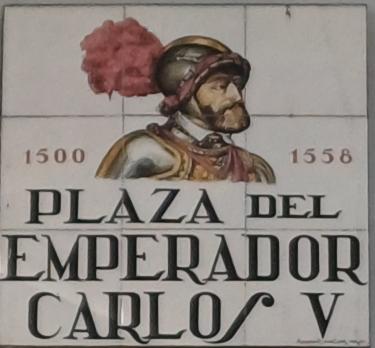 1500 1558
PLAZA DEL
EMPERADOR
CARLOS V